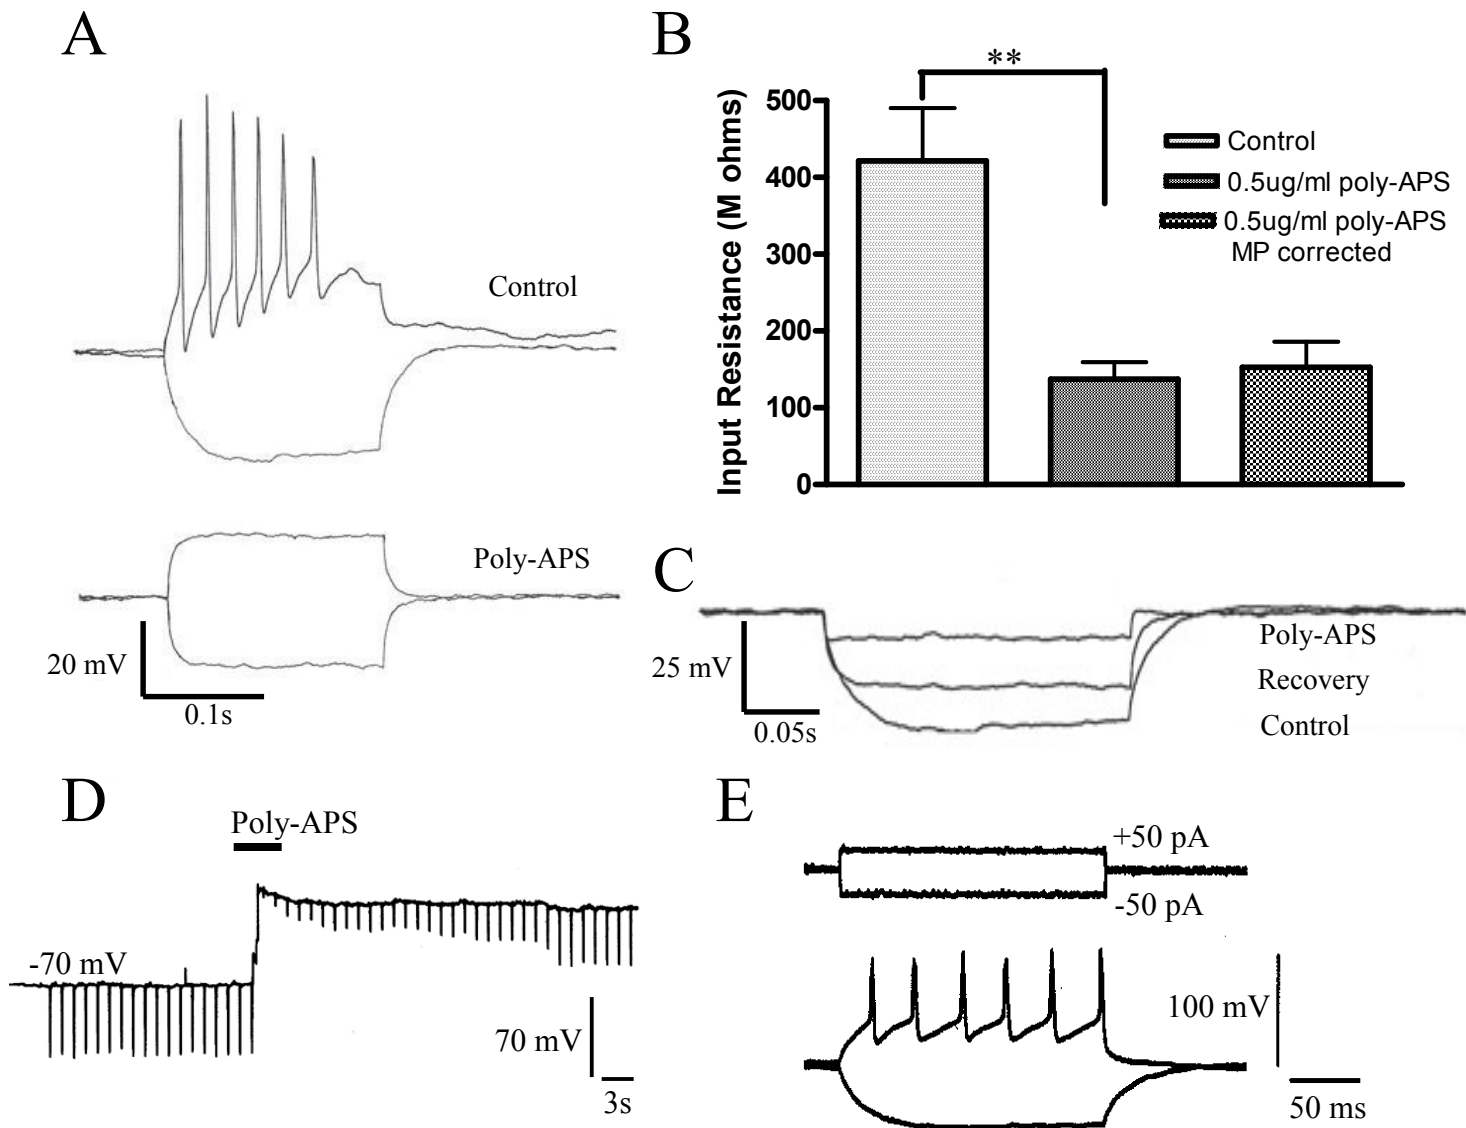 A
Control
Poly-APS
20 mV
0.1s
B
**
Input Resistance (M ohms)
500
400
300
200
100
0
Control
0.5ug/ml poly-APS
0.5ug/ml poly-APS
MP corrected
C
25 mV
0.05s
Poly-APS
Recovery
Control
D
Poly-APS
-70 mV
70 mV
3s
E
+50 pA
-50 pA
100 mV
50 ms